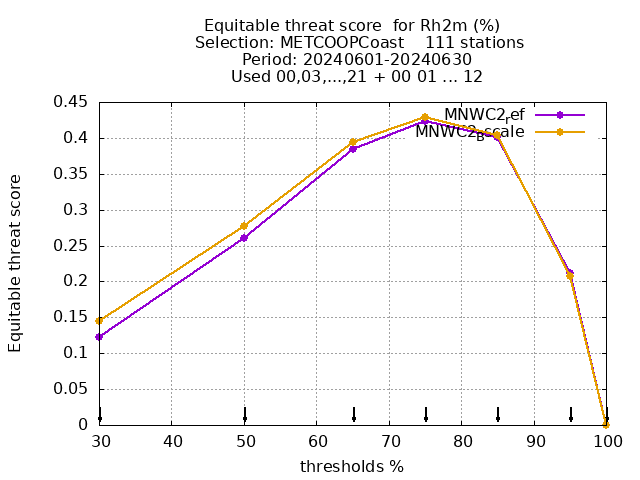 Equitable threat score  for Rh2m (%)
Selection: METCOOPCoast    111 stations
Period: 20240601-20240630
Used 00,03,...,21 + 00 01 ... 12
MNWC2ref
MNWC2Bscale
0.45
0.4
0.35
0.3
0.25
0.2
0.15
0.1
0.05
0
Equitable threat score
30 40 50 60 70 80 90 100
thresholds %